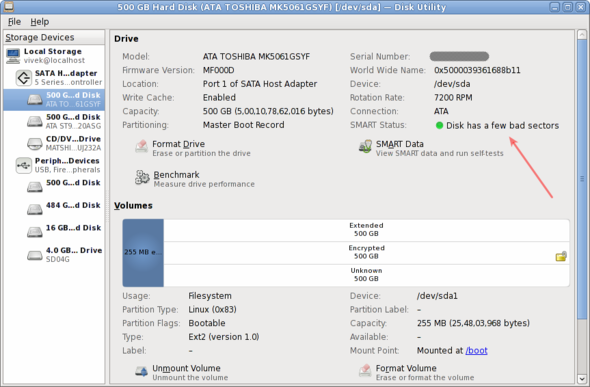 500 GB Hard Disk (ATA TOSHIBA MK5061GSYF) [/dev/sda] — Disk Utility
File Help
Storage Devices
Local Storage
vivek@localhost
SATA H...dapter
5 Series...ontroller
500 G...d Disk
ATA TO...61GSYF
500 G...d Disk
ATA ST9...20ASG
CD/DV...Drive
MATSHI...UJ232A
Periph...Devices
USB, Fire...pherals
500 G...d Disk
484 G...d Disk
16 GB...d Disk
4.0 GB... Drive
SD04G
Drive
Model: ATA TOSHIBA MK5061GSYF
Serial Number:
Firmware Version: MF000D
World Wide Name: 0x5000039361688b11
Location: Port 1 of SATA Host Adapter
Device: /dev/sda
Write Cache: Enabled
Rotation Rate: 7200 RPM
Capacity: 500 GB (5,00,10,78,62,016 bytes)
Connection: ATA
Partitioning: Master Boot Record
SMART Status: Disk has a few bad sectors
Format Drive
Erase or partition the drive
SMART Data
View SMART data and run self-tests
Benchmark
Measure drive performance
Volumes
255 MB e...
Extended
500 GB
Encrypted
500 GB
Unknown
500 GB
Usage: Filesystem
Device: /dev/sda1
Partition Type: Linux (0x83)
Partition Label: –
Partition Flags: Bootable
Capacity: 255 MB (25,48,03,968 bytes)
Type: Ext2 (version 1.0)
Available: –
Label: –
Mount Point: Mounted at /boot
Unmount Volume
Unmount the volume
Format Volume
Erase or format the volume